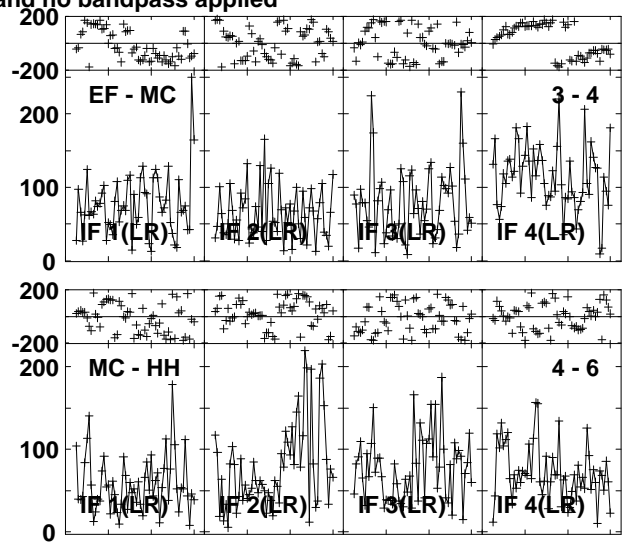 and no bandpass applied
200
-200
EF - MC
3 - 4
200
100
IF 1(LR)
IF 2(LR)
IF 3(LR)
IF 4(LR)
0
200
-200
MC - HH
4 - 6
200
100
IF 1(LR)
IF 2(LR)
IF 3(LR)
IF 4(LR)
0